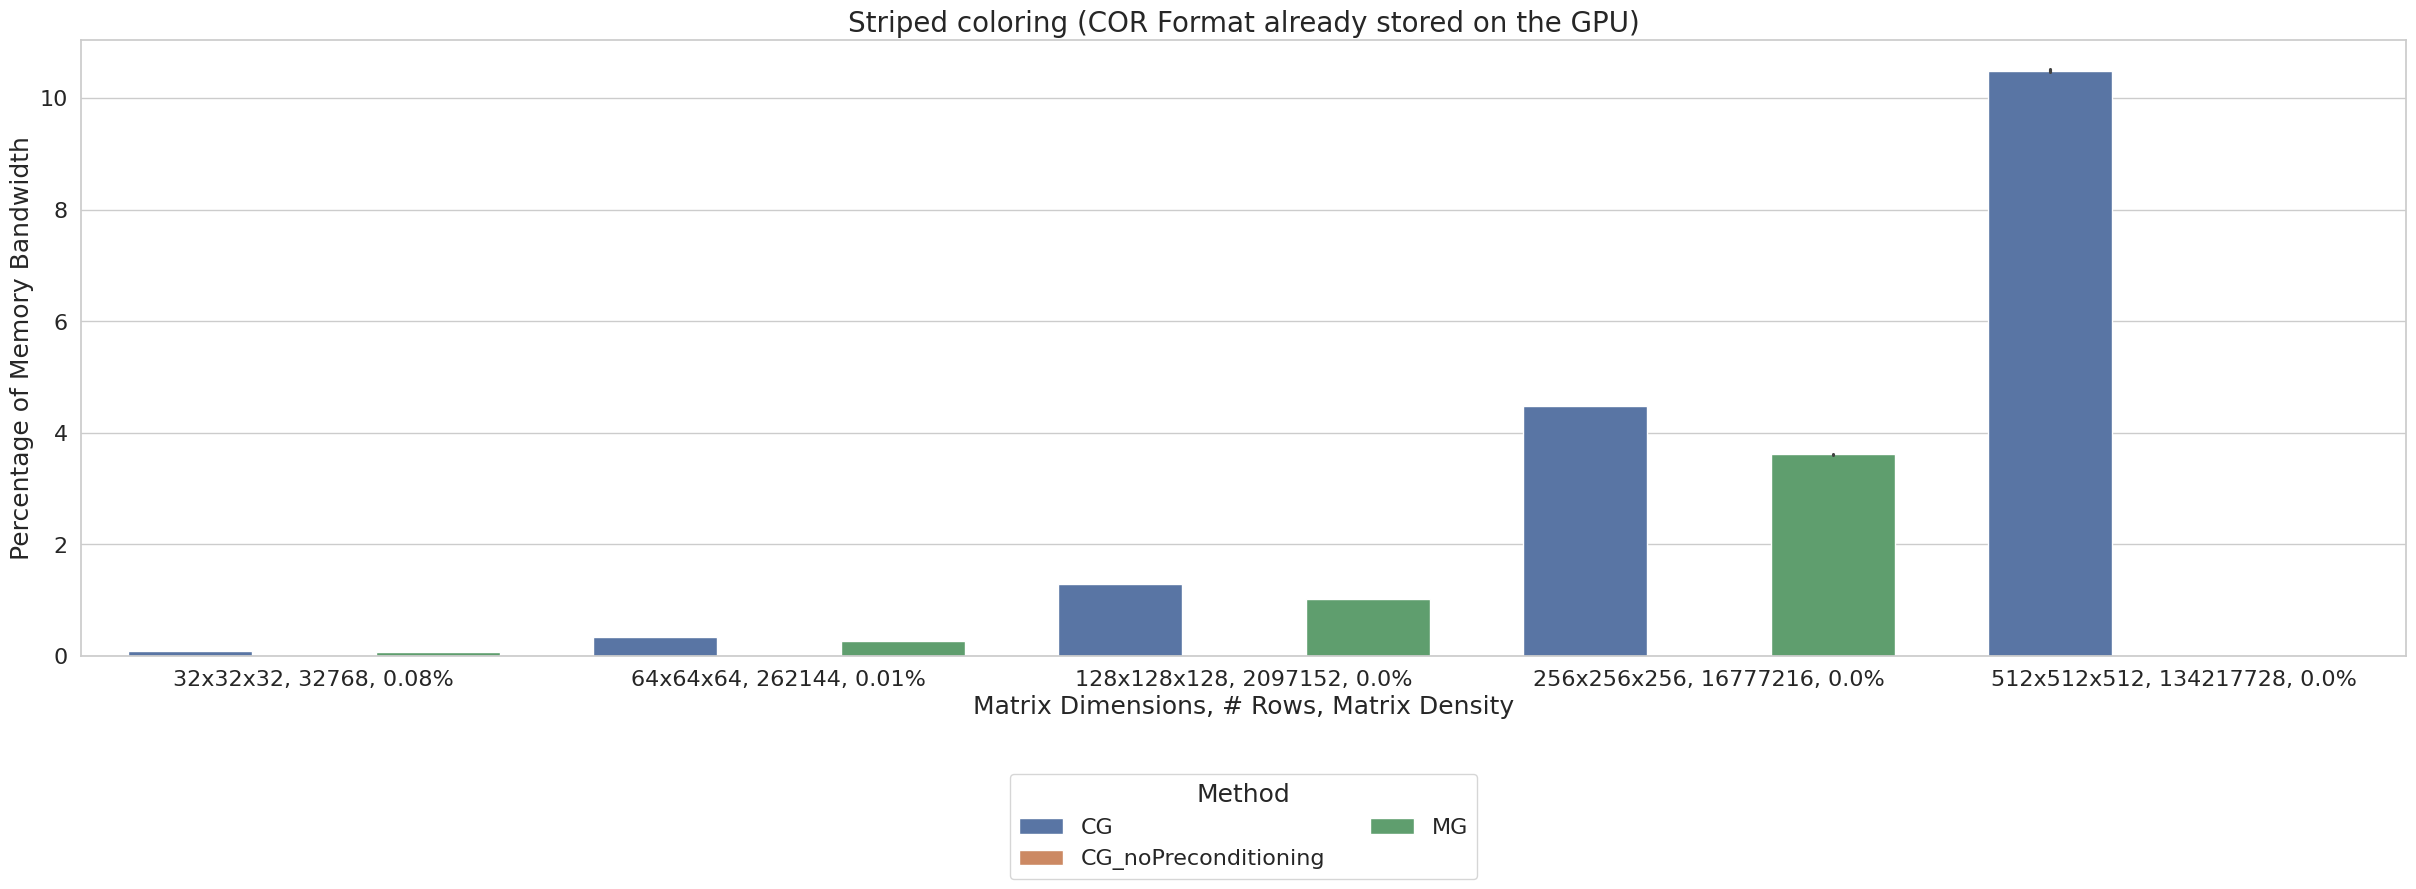 Striped coloring (COR Format already stored on the GPU)
Percentage of Memory Bandwidth
10
8
6
4
2
0
32x32x32, 32768, 0.08%
64x64x64, 262144, 0.01%
128x128x128, 2097152, 0.0%
256x256x256, 16777216, 0.0%
512x512x512, 134217728, 0.0%
Matrix Dimensions, # Rows, Matrix Density
Method
CG
CG_noPreconditioning
MG